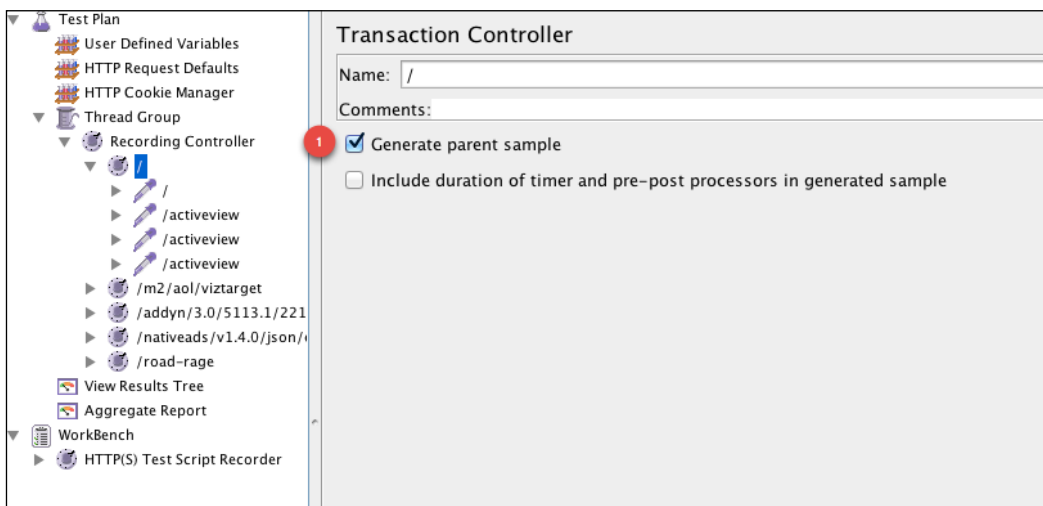 Test Plan
User Defined Variables
HTTP Request Defaults
HTTP Cookie Manager
Thread Group
Recording Controller
/
/
/activeview
/activeview
/activeview
/m2/aol/viztarget
/addyn/3.0/5113.1/221
/nativeads/v1.4.0/json/
/road-rage
View Results Tree
Aggregate Report
WorkBench
HTTP(S) Test Script Recorder
Transaction Controller
Name: /
Comments:
1 Generate parent sample
Include duration of timer and pre-post processors in generated sample